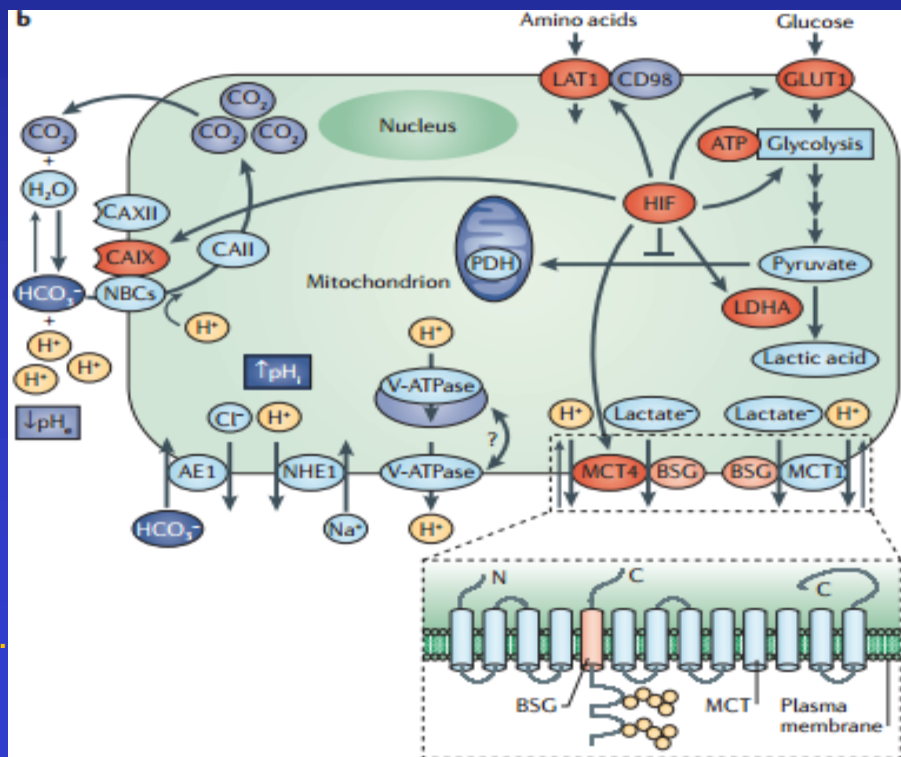 b
Amino acids
Glucose
LAT1
CD98
GLUT1
CO₂
CO₂
CO₂ CO₂
Nucleus
ATP
Glycolysis
+
H₂O
HIF
CAXII
CAII
CAIX
PDH
Pyruvate
Mitochondrion
HCO₃⁻
NBCs
LDHA
+
H⁺
H⁺
H⁺
H⁺
H⁺
Lactic acid
↑pHᵢ
V-ATPase
↓pHₑ
Cl⁻
H⁺
H⁺
Lactate⁻
Lactate⁻
H⁺
?
AE1
NHE1
V-ATPase
MCT4
BSG
BSG
MCT1
HCO₃⁻
Na⁺
H⁺
N
C
C
BSG
MCT
Plasma
membrane